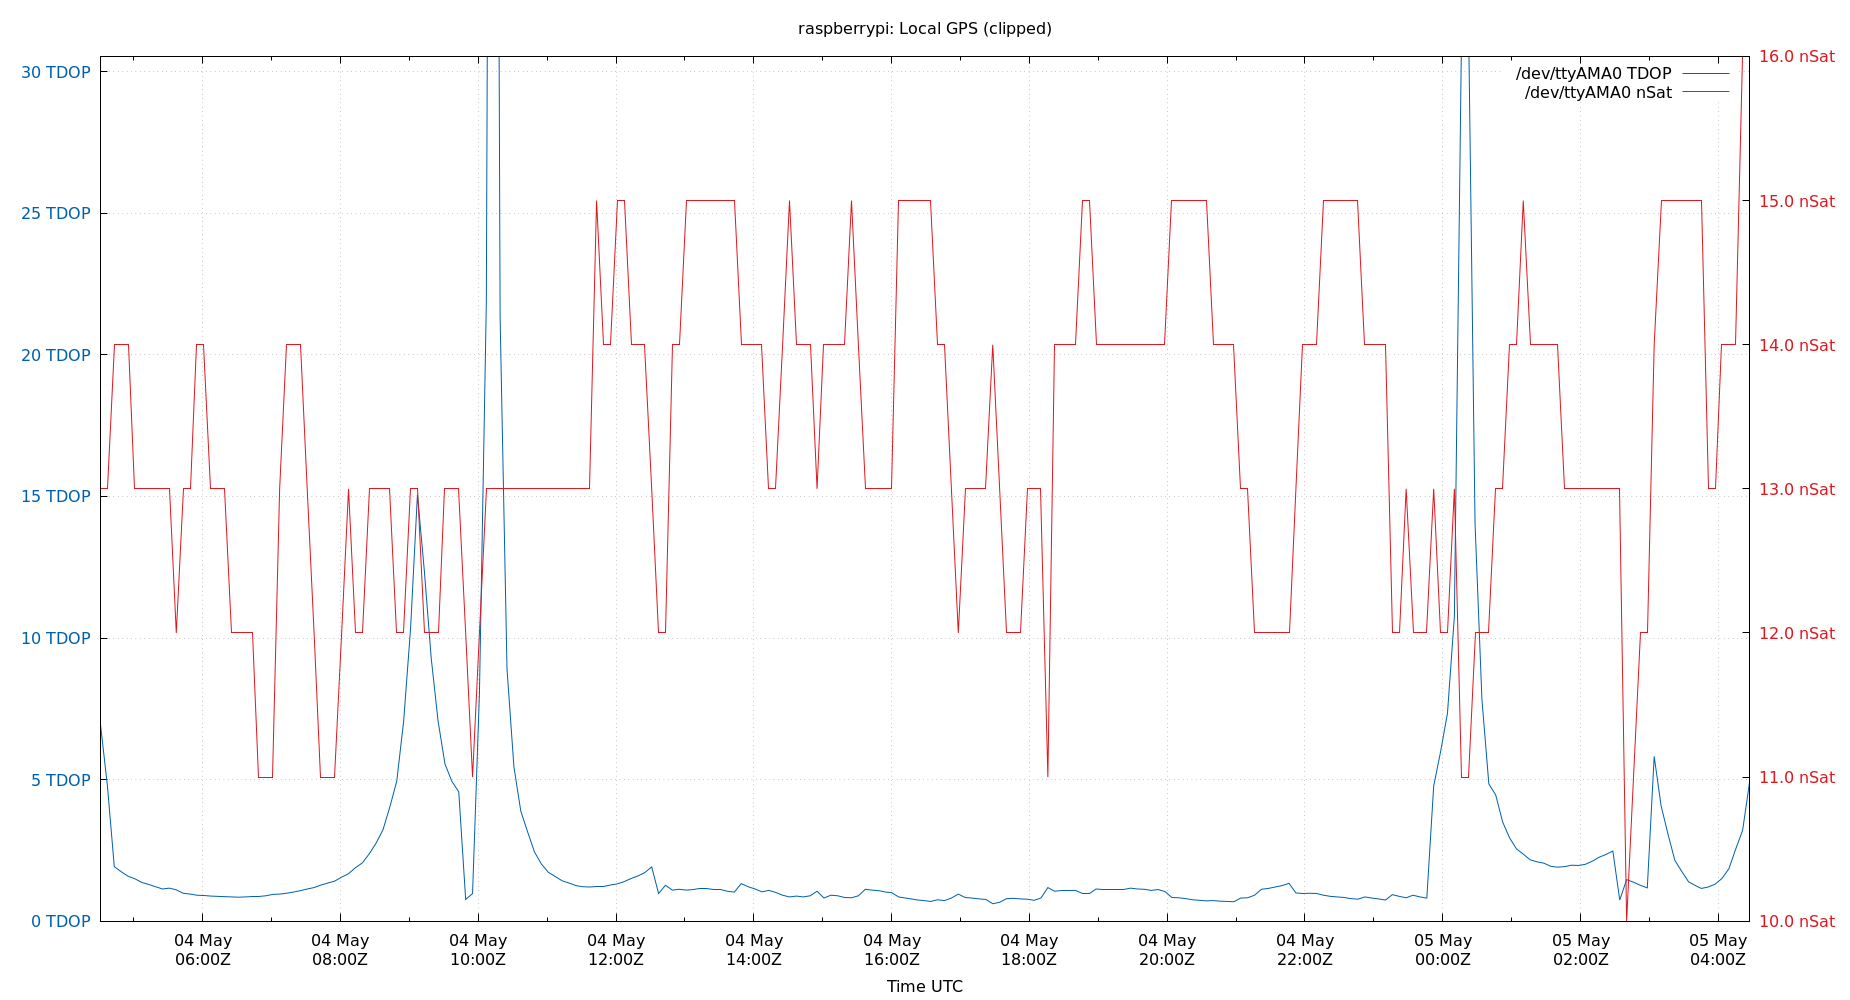 raspberrypi: Local GPS (clipped)
30 TDOP
25 TDOP
20 TDOP
15 TDOP
10 TDOP
5 TDOP
0 TDOP
16.0 nSat
15.0 nSat
14.0 nSat
13.0 nSat
12.0 nSat
11.0 nSat
10.0 nSat
/dev/ttyAMA0 TDOP
/dev/ttyAMA0 nSat
04 May
06:00Z
04 May
08:00Z
04 May
10:00Z
04 May
12:00Z
04 May
14:00Z
04 May
16:00Z
04 May
18:00Z
04 May
20:00Z
04 May
22:00Z
05 May
00:00Z
05 May
02:00Z
05 May
04:00Z
Time UTC